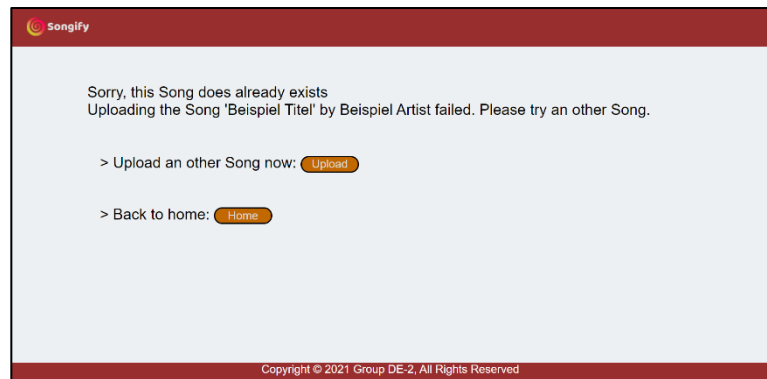 Songify
Sorry, this Song does already exists
Uploading the Song 'Beispiel Titel' by Beispiel Artist failed. Please try an other Song.
> Upload an other Song now: Upload
> Back to home: Home
Copyright © 2021 Group DE-2, All Rights Reserved